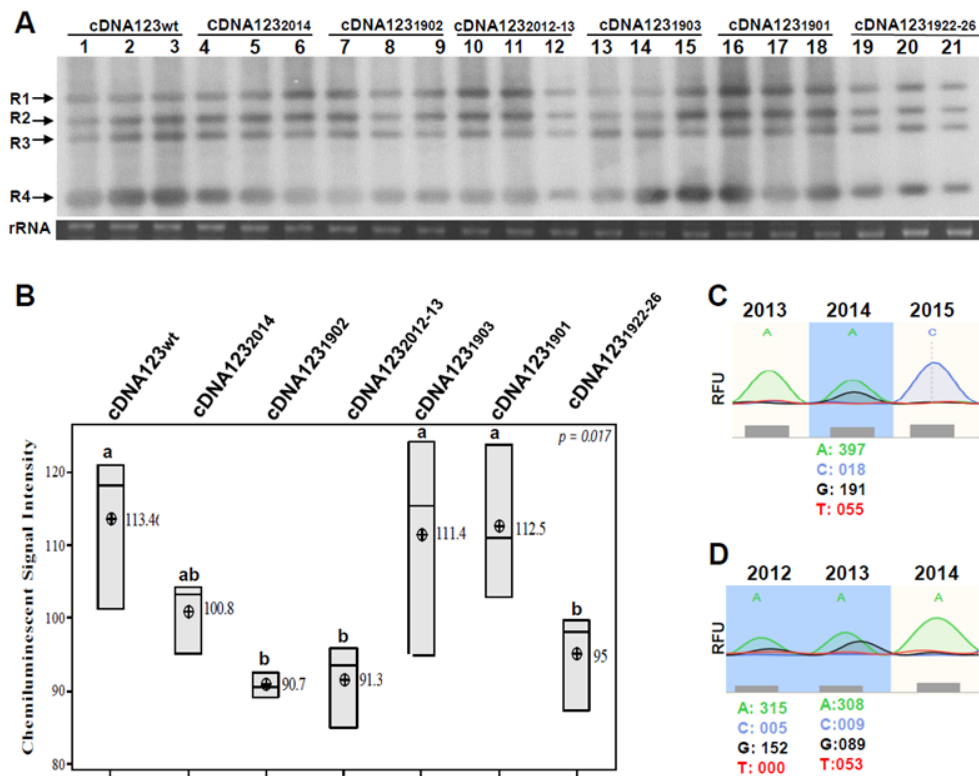 A
cDNA123wt cDNA1232014 cDNA1231902 cDNA1232012-13 cDNA1231903 cDNA1231901 cDNA1231922-26
1 2 3 4 5 6 7 8 9 10 11 12 13 14 15 16 17 18 19 20 21
R1
R2
R3
R4
rRNA
B
cDNA123wt
cDNA1232014
cDNA1231902
cDNA1232012-13
cDNA1231903
cDNA1231901
cDNA1231922-26
p = 0.017
Chemiluminescent Signal Intensity
120
110
100
90
80
a
113.46
ab
100.8
b
90.7
b
91.3
a
111.4
a
112.5
b
95
C
2013 2014 2015
A A C
RFU
A: 397
C: 018
G: 191
T: 055
D
2012 2013 2014
A A A
RFU
A: 315 A:308
C: 005 C:009
G: 152 G:089
T: 000 T:053